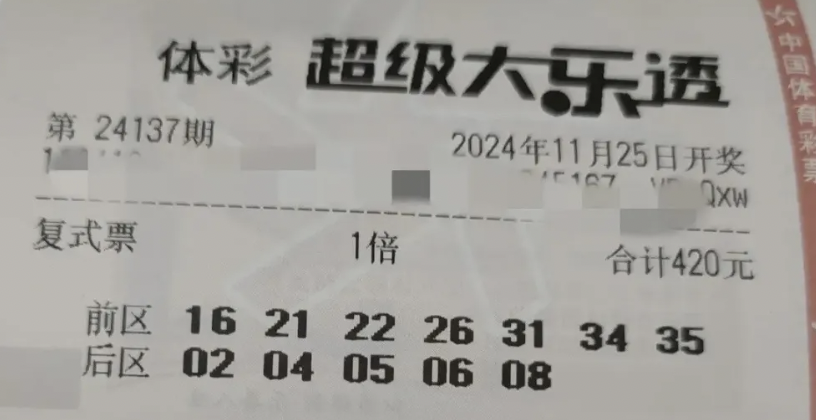 体彩 超级大乐透
第 24137期
2024年11月25日开奖
Qxw
复式票 1倍 合计420元
前区 16 21 22 26 31 34 35
后区 02 04 05 06 08
中国体育彩票